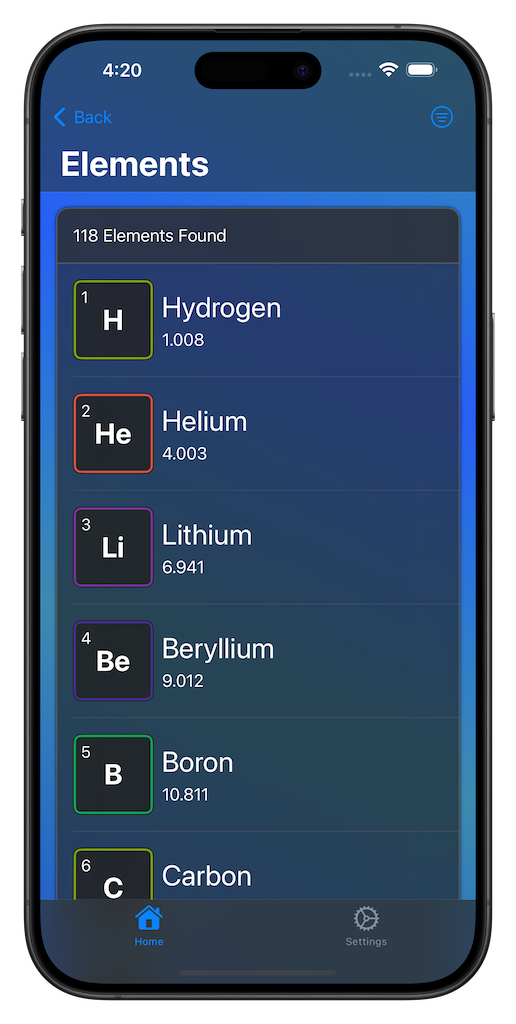 4:20
Back
Elements
118 Elements Found
1
H
Hydrogen
1.008
2
He
Helium
4.003
3
Li
Lithium
6.941
4
Be
Beryllium
9.012
5
B
Boron
10.811
6
C
Carbon
Home
Settings